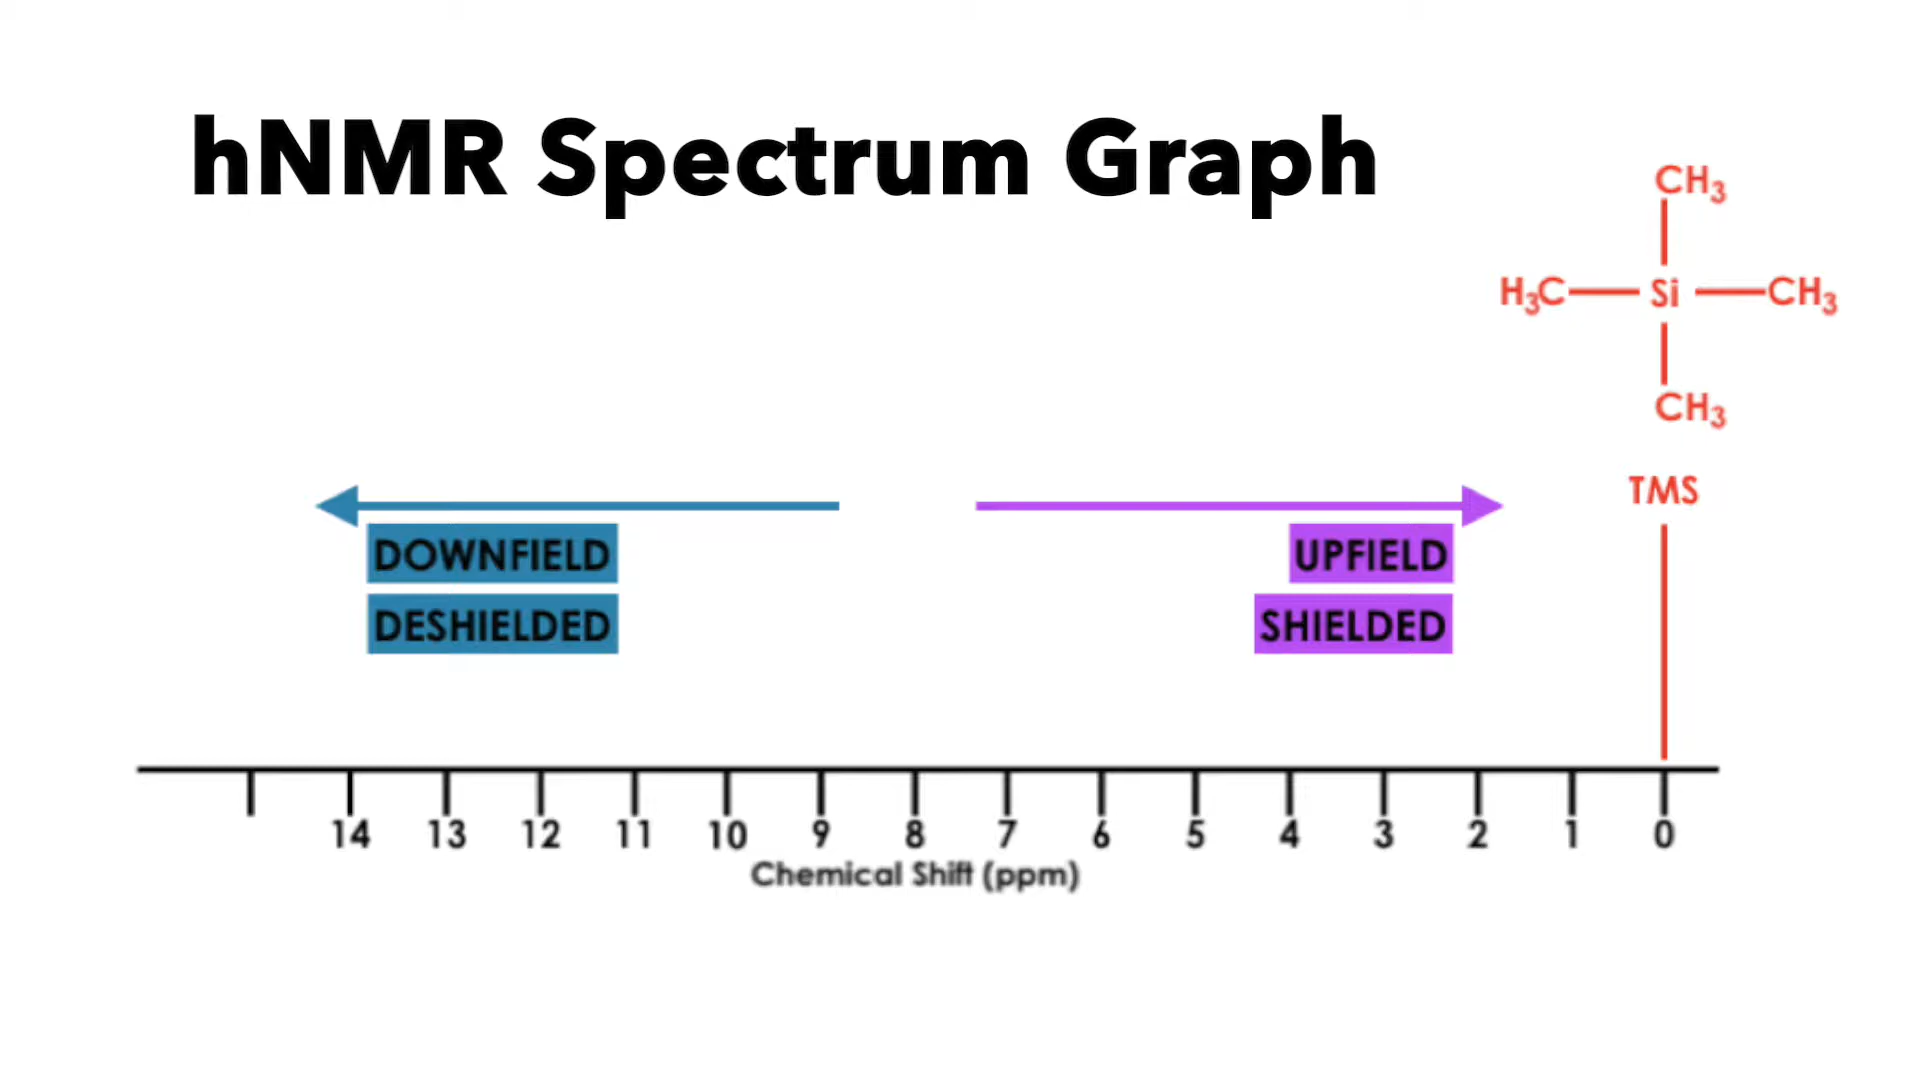 hNMR Spectrum Graph
CH3
H3C Si CH3
CH3
TMS
DOWNFIELD
DESHIELDED
UPFIELD
SHIELDED
14 13 12 11 10 9 8 7 6 5 4 3 2 1 0
Chemical Shift (ppm)